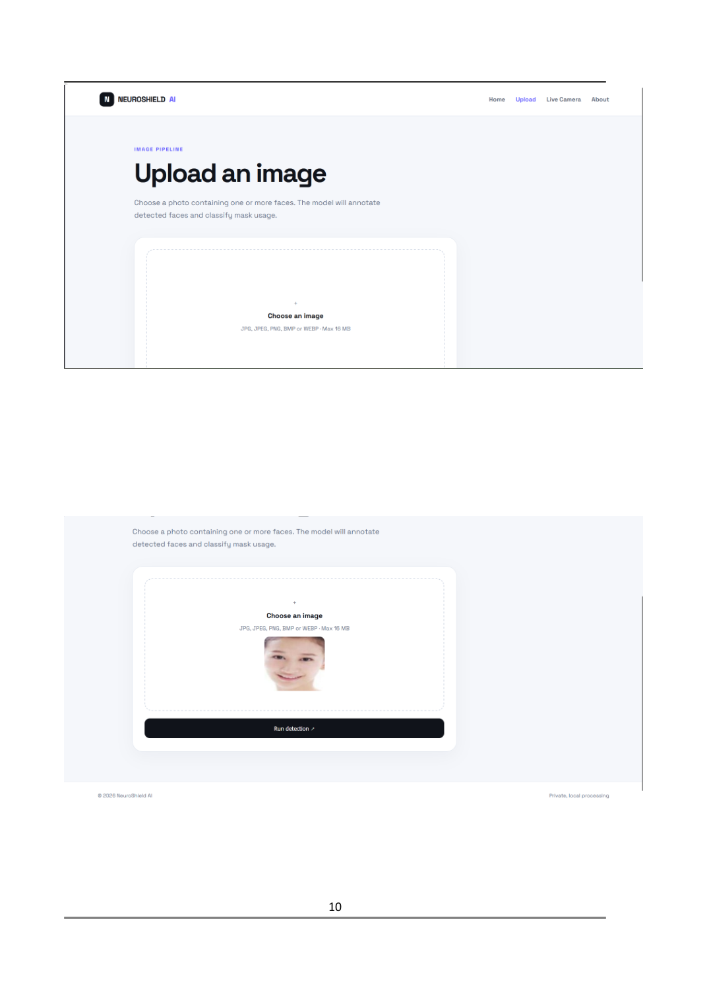 N NEUROSHIELD AI
Home Upload Live Camera About
IMAGE PIPELINE
Upload an image
Choose a photo containing one or more faces. The model will annotate
detected faces and classify mask usage.
+
Choose an image
JPG, JPEG, PNG, BMP or WEBP · Max 16 MB
Choose a photo containing one or more faces. The model will annotate
detected faces and classify mask usage.
+
Choose an image
JPG, JPEG, PNG, BMP or WEBP · Max 16 MB
Run detection ↗
© 2026 NeuroShield AI
Private, local processing
10